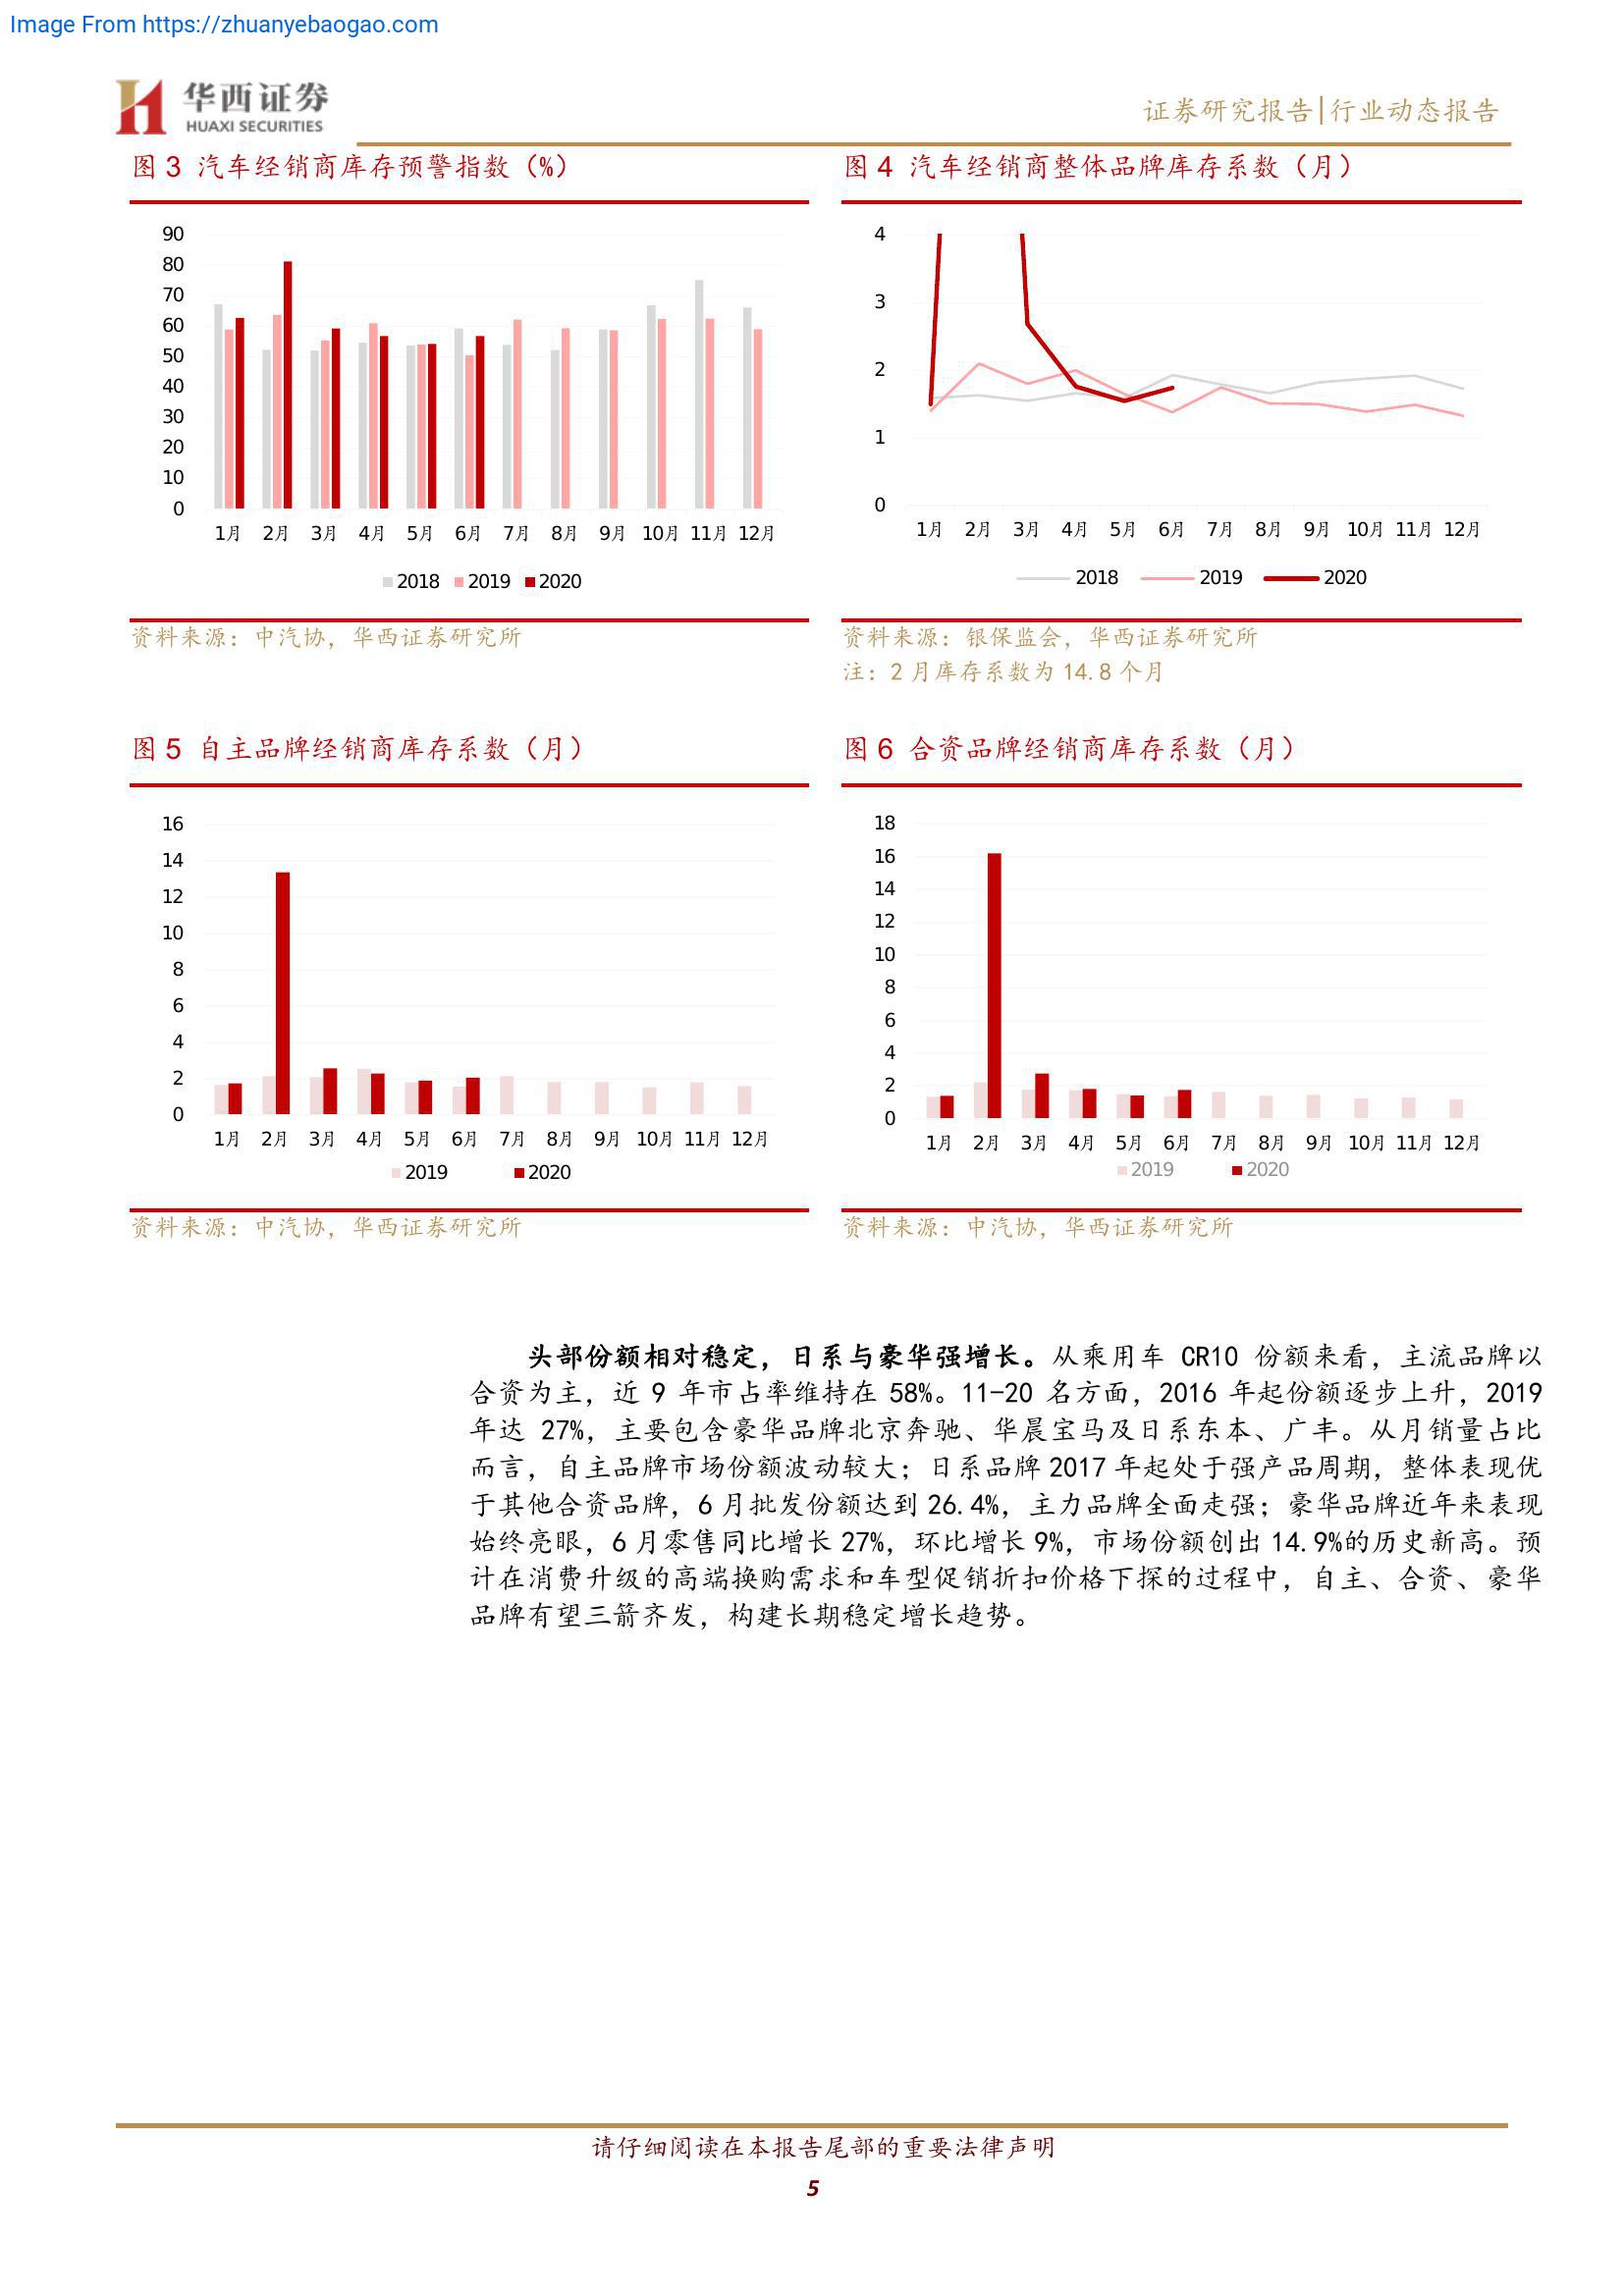 Image From https://zhuanyebaogao.com
华西证券
HUAXI SECURITIES
证券研究报告|行业动态报告
图 3 汽车经销商库存预警指数（%）
90
80
70
60
50
40
30
20
10
0
1月 2月 3月 4月 5月 6月 7月 8月 9月 10月 11月 12月
2018 2019 2020
资料来源：中汽协，华西证券研究所
图 4 汽车经销商整体品牌库存系数（月）
4
3
2
1
0
1月 2月 3月 4月 5月 6月 7月 8月 9月 10月 11月 12月
2018 2019 2020
资料来源：银保监会，华西证券研究所
注：2 月库存系数为 14.8 个月
图 5 自主品牌经销商库存系数（月）
16
14
12
10
8
6
4
2
0
1月 2月 3月 4月 5月 6月 7月 8月 9月 10月 11月 12月
2019 2020
资料来源：中汽协，华西证券研究所
图 6 合资品牌经销商库存系数（月）
18
16
14
12
10
8
6
4
2
0
1月 2月 3月 4月 5月 6月 7月 8月 9月 10月 11月 12月
2019 2020
资料来源：中汽协，华西证券研究所
头部份额相对稳定，日系与豪华强增长。从乘用车 CR10 份额来看，主流品牌以
合资为主，近 9 年市占率维持在 58%。11-20 名方面，2016 年起份额逐步上升，2019
年达 27%，主要包含豪华品牌北京奔驰、华晨宝马及日系东本、广丰。从月销量占比
而言，自主品牌市场份额波动较大；日系品牌 2017 年起处于强产品周期，整体表现优
于其他合资品牌，6 月批发份额达到 26.4%，主力品牌全面走强；豪华品牌近年来表现
始终亮眼，6 月零售同比增长 27%，环比增长 9%，市场份额创出 14.9%的历史新高。预
计在消费升级的高端换购需求和车型促销折扣价格下探的过程中，自主、合资、豪华
品牌有望三箭齐发，构建长期稳定增长趋势。
请仔细阅读在本报告尾部的重要法律声明
5